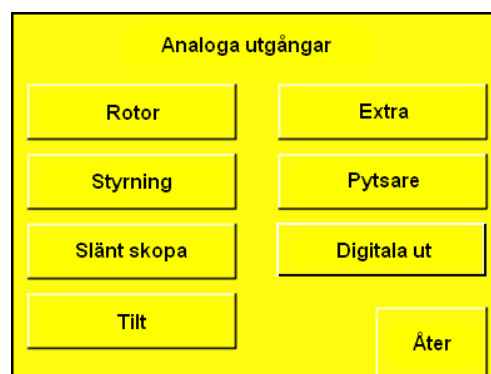 Analoga utgångar
Rotor
Extra
Styrning
Pytsare
Slänt skopa
Digitala ut
Tilt
Åter